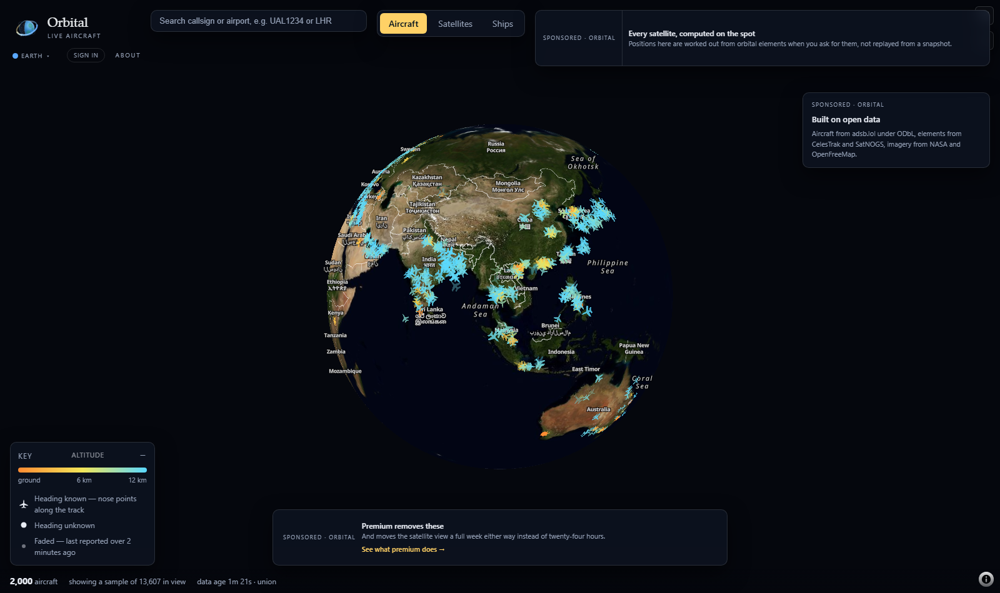 Orbital
LIVE AIRCRAFT
EARTH
SIGN IN
ABOUT
Search callsign or airport, e.g. UAL1234 or LHR
Aircraft
Satellites
Ships
SPONSORED · ORBITAL
Every satellite, computed on the spot
Positions here are worked out from orbital elements when you ask for them, not replayed from a snapshot.
SPONSORED · ORBITAL
Built on open data
Aircraft from adsb.lol under ODbL, elements from
CelesTrak and SatNOGS, imagery from NASA and
OpenFreeMap.
Russia
Россия
Sweden
Sea of
Okhotsk
Austria
Kazakhstan
Қазақстан
Kosovo
Mongolia
Монгол Улс
Turkey
Tajikistan
Тоҷикистон
Iran
ایران
China
中国
Pakistan
پاکستان
Nepal
Saudi Arab
India
भारत
Oman
عمان
Sudan
السودان
Philippine
Sea
Ethiopia
ኢትዮጵያ
Vietnam
Andaman
Sea
Kenya
Sri Lanka
ශ්‍රී ලංකාව
இலங்கை
Brunei
بروني دارالسلام
Malaysia
Tanzania
Zambia
Indonesia
Papua New
Guinea
Mozambique
East Timor
Coral
Sea
Australia
KEY
ALTITUDE
ground
6 km
12 km
Heading known — nose points
along the track
Heading unknown
Faded — last reported over 2
minutes ago
SPONSORED · ORBITAL
Premium removes these
And moves the satellite view a full week either way instead of twenty-four hours.
See what premium does →
2,000 aircraft
showing a sample of 13,607 in view
data age 1m 21s · union